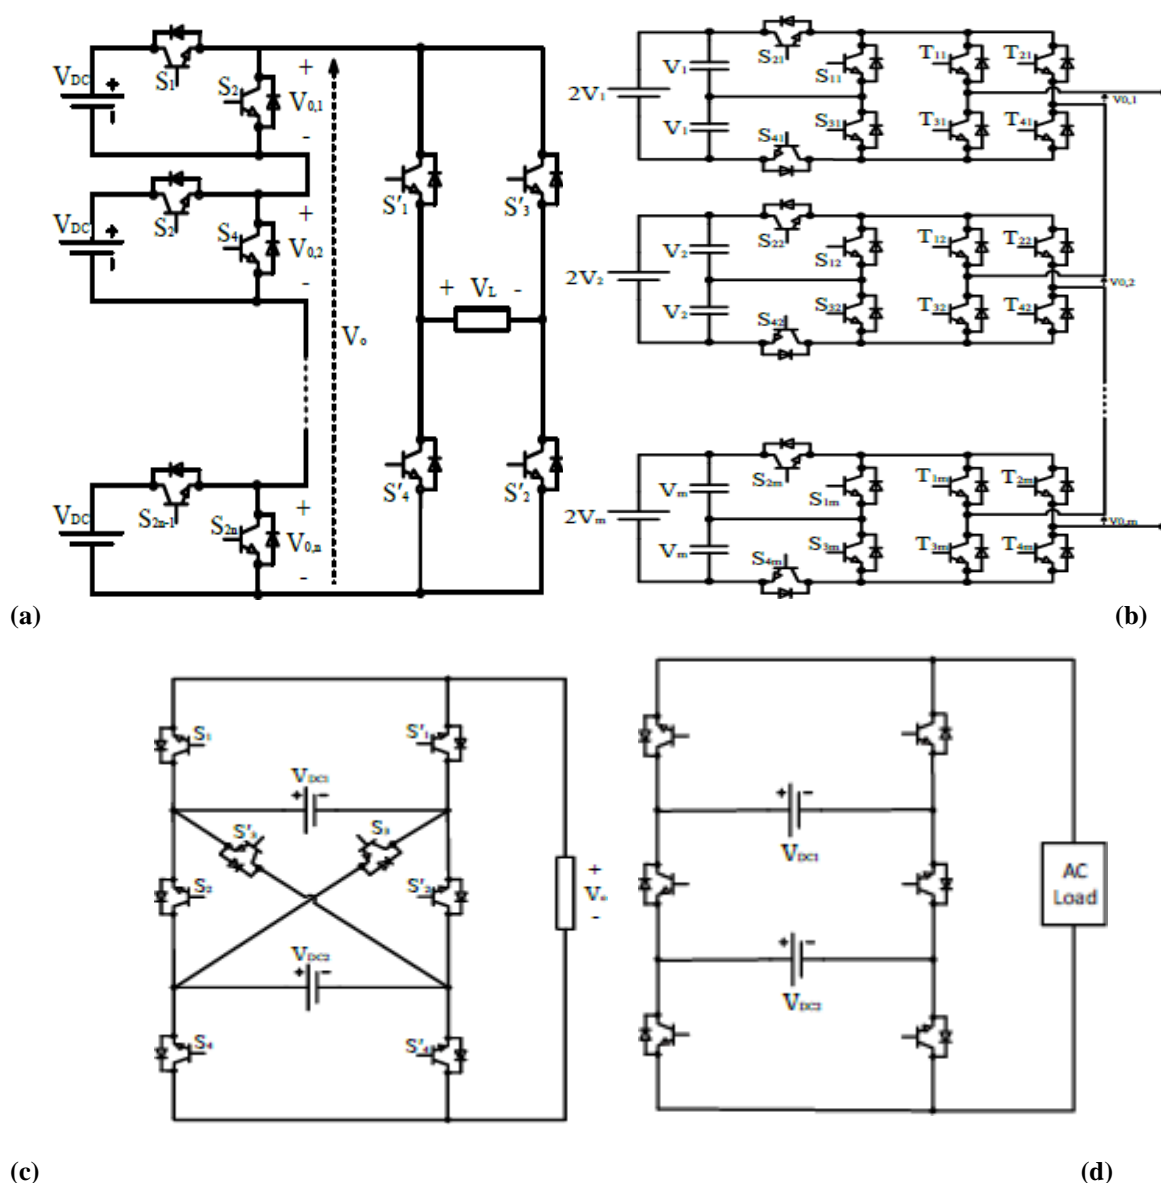 VDC
+
S1
S2
+
V0,1
-
VDC
+
S2
S4
+
V0,2
-
Vo
VDC
S2n-1
S2n
+
V0,n
-
S'1
S'3
+ VL -
S'4
S'2
(a)
2V1
V1
V1
S21
S11
S31
S41
T11
T21
T31
T41
V0,1
2V2
V2
V2
S22
S12
S32
S42
T12
T22
T32
T42
V0,2
2Vm
Vm
Vm
S2m
S1m
S3m
S4m
T1m
T2m
T3m
T4m
V0,m
(b)
S1
S'1
VDC1
+ -
S'3
S3
S2
S'2
VDC2
+ -
S4
S'4
+
Vo
-
(c)
+ -
VDC1
+ -
VDC2
AC
Load
(d)